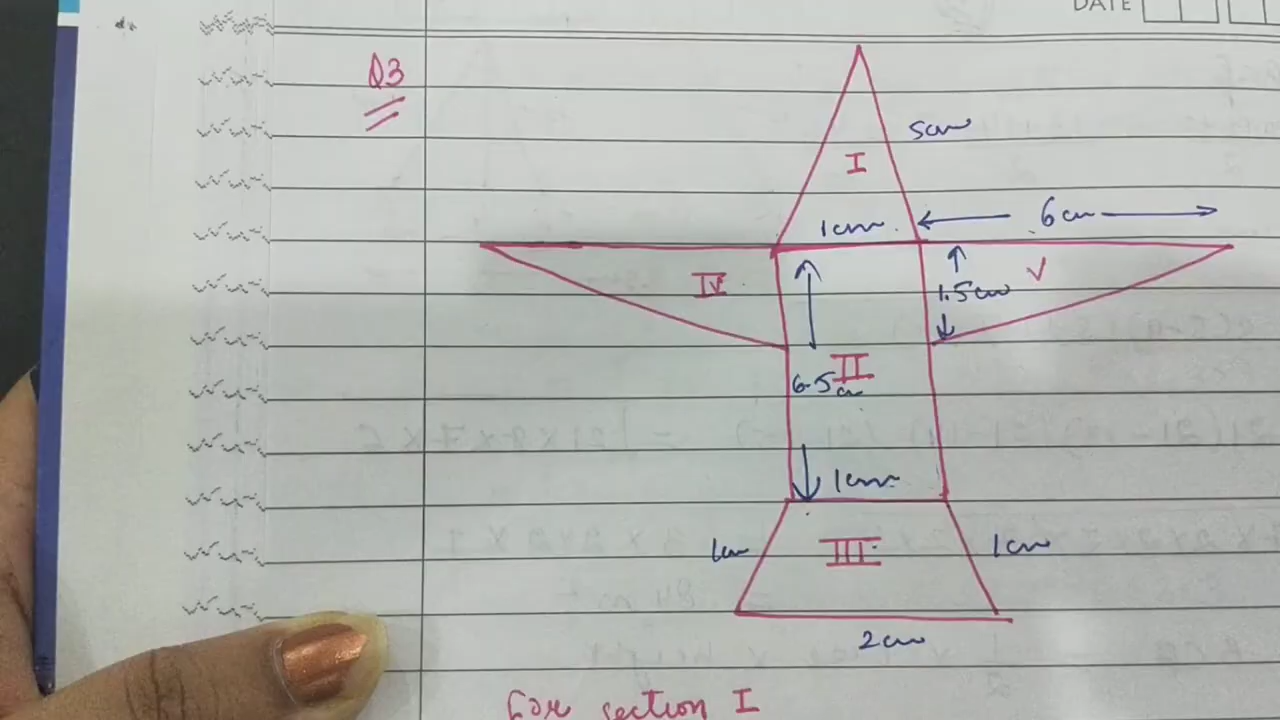 DATE
Q3
5cm
I
1cm
6cm
IV
V
1.5cm
II
6.5cm
1cm
1cm
III
1cm
2cm
For section I